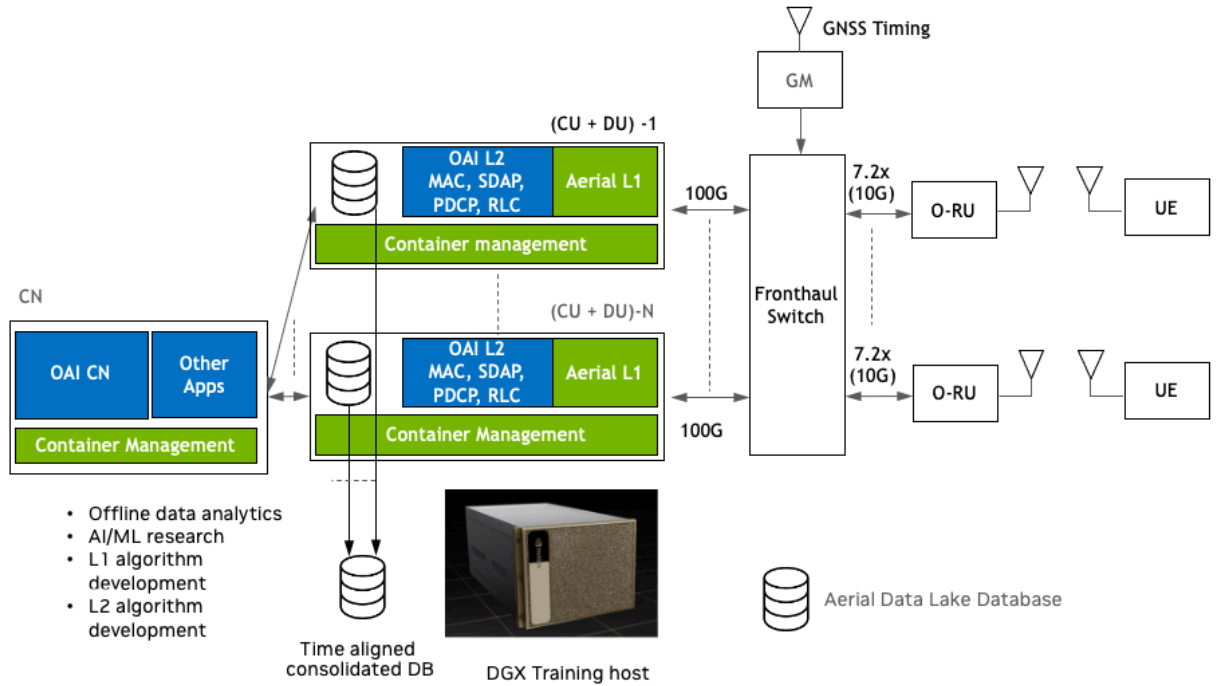 GNSS Timing
GM
(CU + DU) -1
OAI L2
MAC, SDAP,
PDCP, RLC
Aerial L1
Container management
100G
7.2x
(10G)
O-RU
UE
Fronthaul
Switch
CN
OAI CN
Other
Apps
Container Management
(CU + DU)-N
OAI L2
MAC, SDAP,
PDCP, RLC
Aerial L1
Container Management
100G
7.2x
(10G)
O-RU
UE
• Offline data analytics
• AI/ML research
• L1 algorithm
development
• L2 algorithm
development
Time aligned
consolidated DB
DGX Training host
Aerial Data Lake Database